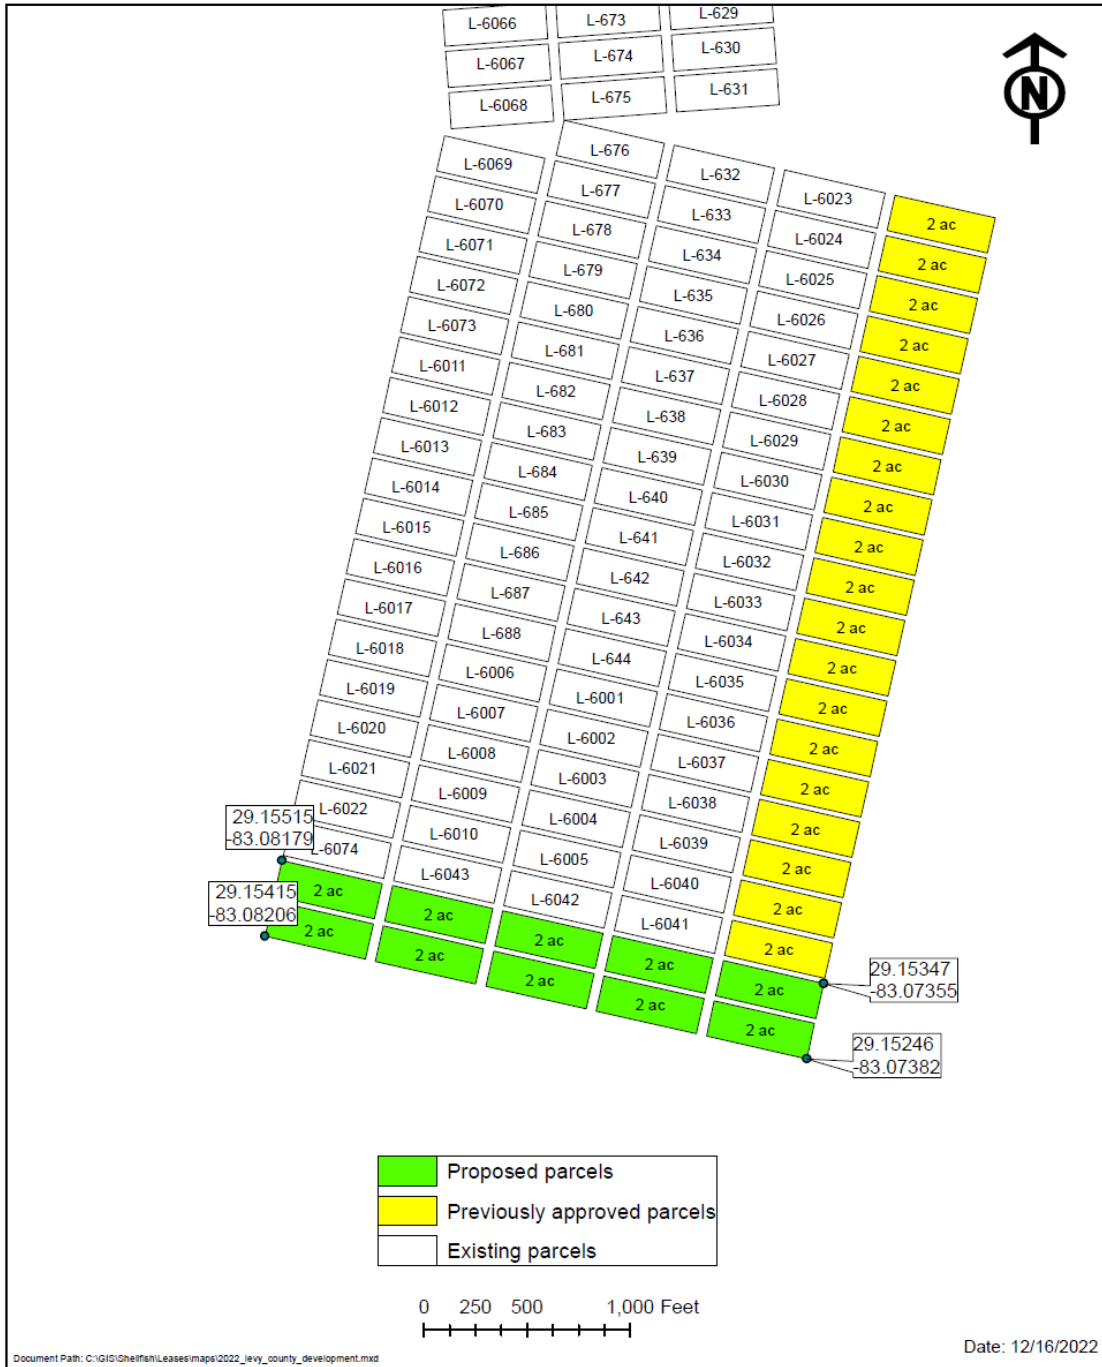 L-6066 L-673 L-629
L-6067 L-674 L-630
L-6068 L-675 L-631
N
L-6069 L-676 L-632 L-6023 2 ac
L-6070 L-677 L-633 L-6024 2 ac
L-6071 L-678 L-634 L-6025 2 ac
L-6072 L-679 L-635 L-6026 2 ac
L-6073 L-680 L-636 L-6027 2 ac
L-6011 L-681 L-637 L-6028 2 ac
L-6012 L-682 L-638 L-6029 2 ac
L-6013 L-683 L-639 L-6030 2 ac
L-6014 L-684 L-640 L-6031 2 ac
L-6015 L-685 L-641 L-6032 2 ac
L-6016 L-686 L-642 L-6033 2 ac
L-6017 L-687 L-643 L-6034 2 ac
L-6018 L-688 L-644 L-6035 2 ac
L-6019 L-6006 L-6001 L-6036 2 ac
L-6020 L-6007 L-6002 L-6037 2 ac
L-6021 L-6008 L-6003 L-6038 2 ac
L-6022 L-6009 L-6004 L-6039 2 ac
L-6074 L-6010 L-6005 L-6040 2 ac
L-6043 L-6042 L-6041 2 ac
29.15515
-83.08179
29.15415
-83.08206
2 ac 2 ac 2 ac 2 ac 2 ac
2 ac 2 ac 2 ac 2 ac 2 ac
29.15347
-83.07355
29.15246
-83.07382
Proposed parcels
Previously approved parcels
Existing parcels
0 250 500 1,000 Feet
Document Path: C:\GIS\Shellfish\Leases\maps\2022_levy_county_development.mxd
Date: 12/16/2022